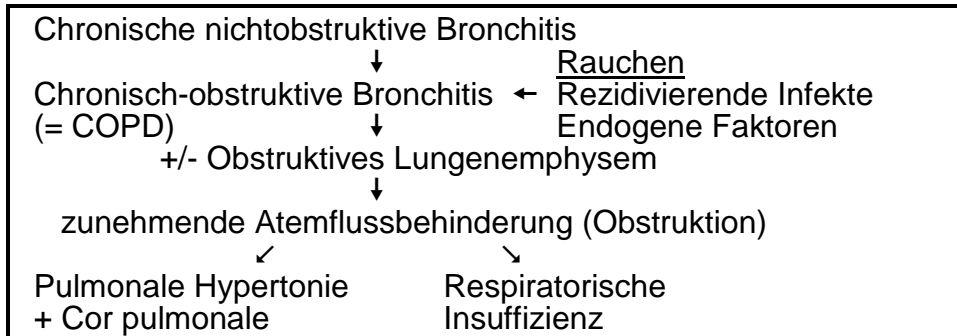 Chronische nichtobstruktive Bronchitis
↓ Rauchen
Chronisch-obstruktive Bronchitis ← Rezidivierende Infekte
(= COPD) ↓ Endogene Faktoren
+/- Obstruktives Lungenemphysem
↓
zunehmende Atemflussbehinderung (Obstruktion)
↙ ↘
Pulmonale Hypertonie Respiratorische
+ Cor pulmonale Insuffizienz